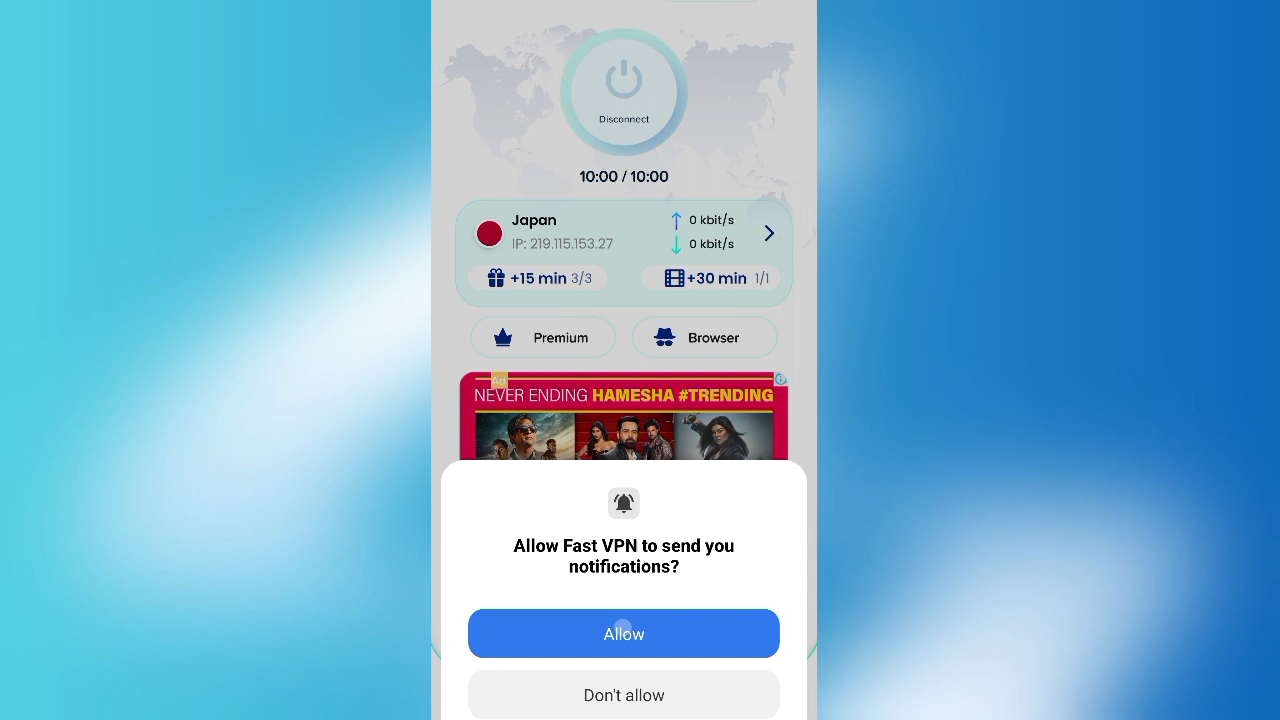 Disconnect
10:00 / 10:00
Japan
0 kbit/s
IP: 219.115.153.27
0 kbit/s
+15 min 3/3
+30 min 1/1
Premium
Browser
Ad
NEVER ENDING HAMESHA #TRENDING
Allow Fast VPN to send you
notifications?
Allow
Don't allow